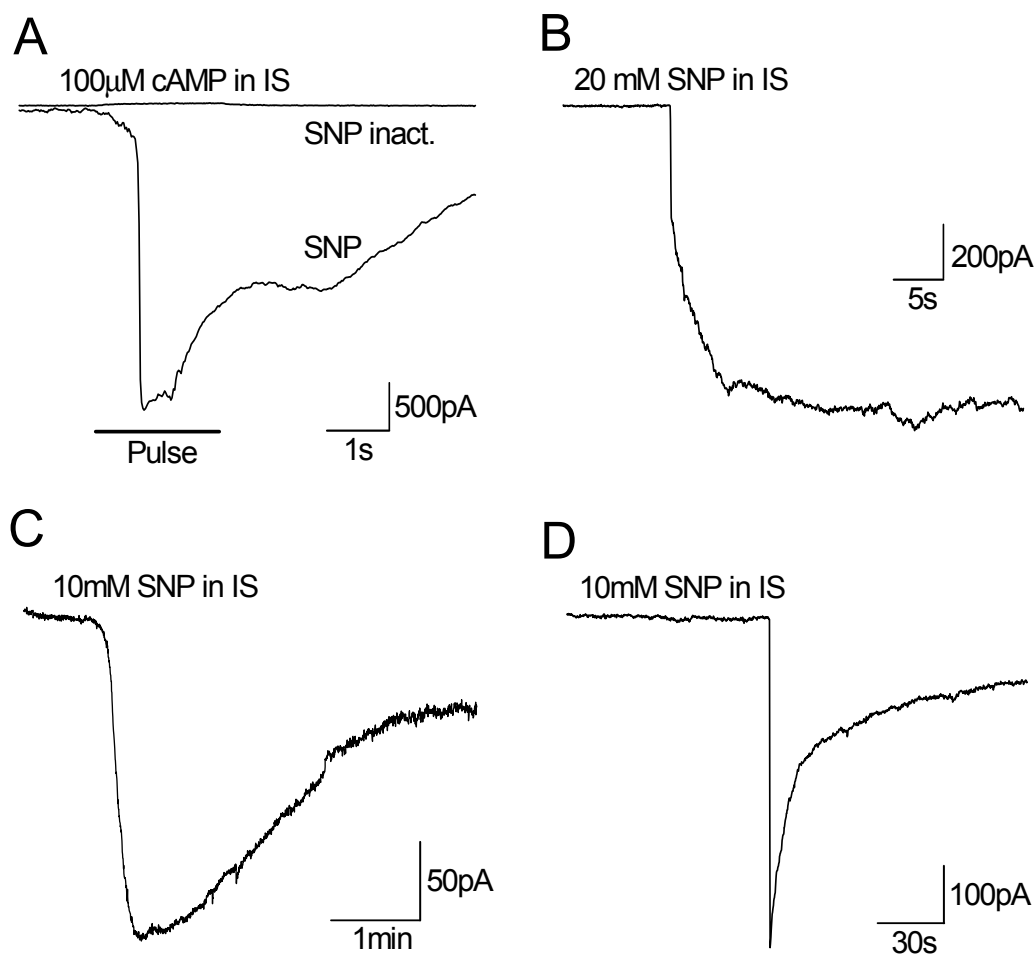 A
100μM cAMP in IS
SNP inact.
SNP
500pA
1s
Pulse
B
20 mM SNP in IS
200pA
5s
C
10mM SNP in IS
50pA
1min
D
10mM SNP in IS
100pA
30s